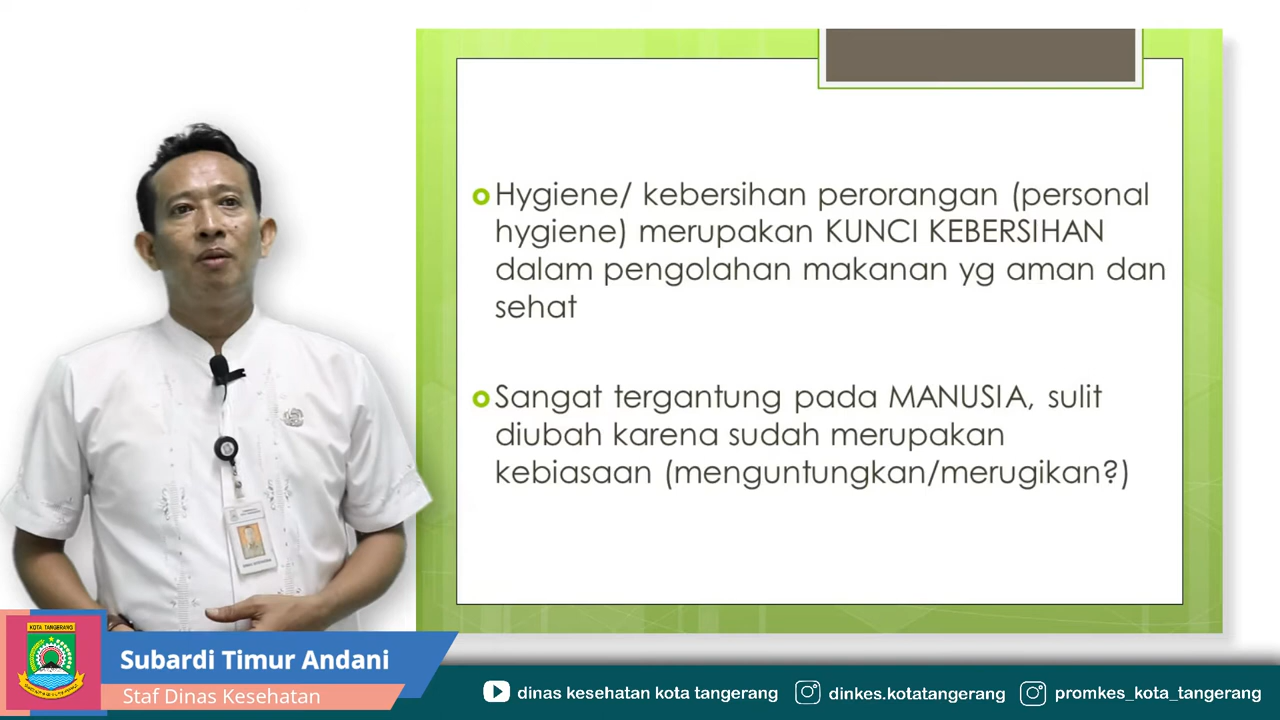 Hygiene/ kebersihan perorangan (personal
hygiene) merupakan KUNCI KEBERSIHAN
dalam pengolahan makanan yg aman dan
sehat
Sangat tergantung pada MANUSIA, sulit
diubah karena sudah merupakan
kebiasaan (menguntungkan/merugikan?)
KOTA TANGERANG
Subardi Timur Andani
Staf Dinas Kesehatan
dinas kesehatan kota tangerang
dinkes.kotatangerang
promkes_kota_tangerang